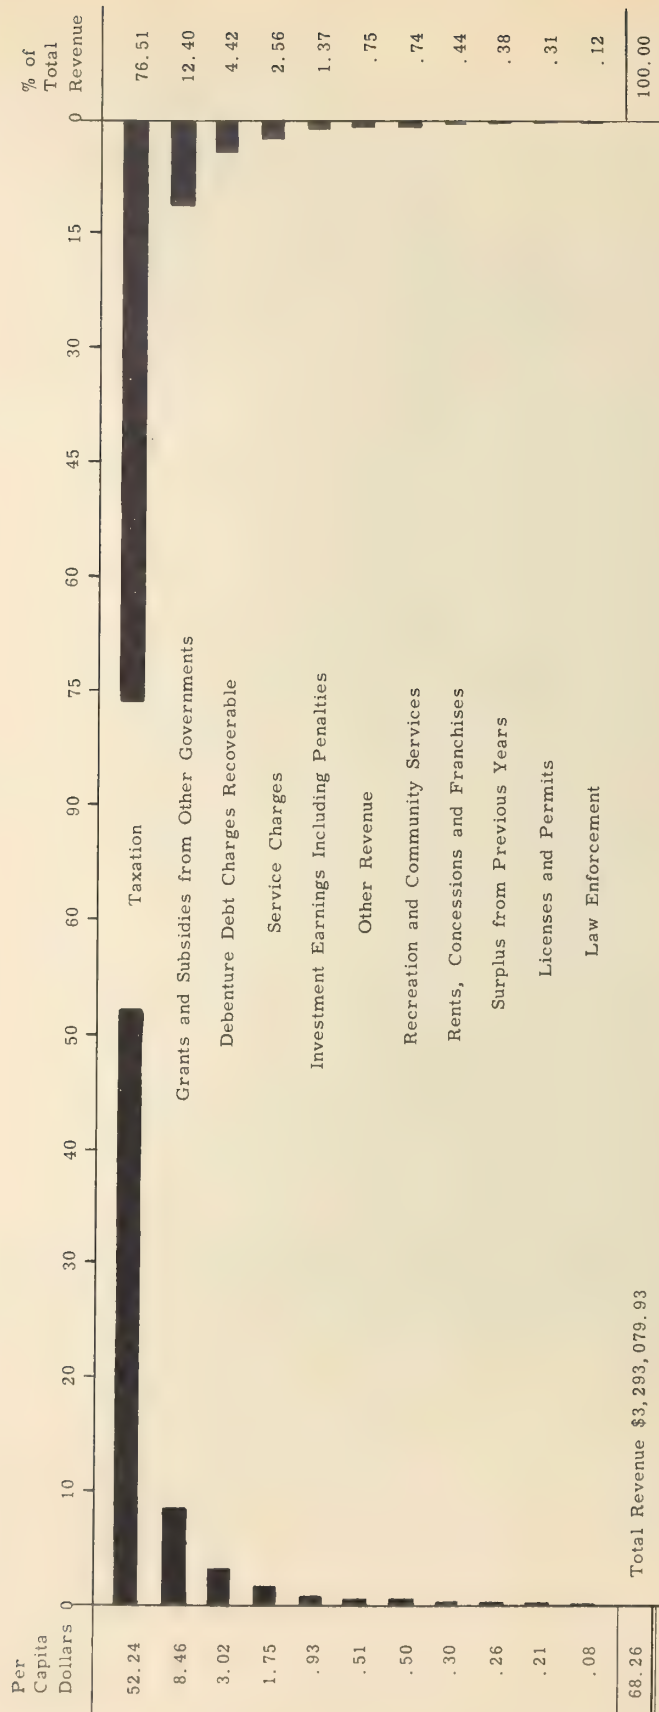 Per
Capita
Dollars
0 10 20 30 40 50 60 90 75 60 45 30 15 0
% of
Total
Revenue
52.24 Taxation 76.51
8.46 Grants and Subsidies from Other Governments 12.40
3.02 Debenture Debt Charges Recoverable 4.42
1.75 Service Charges 2.56
.93 Investment Earnings Including Penalties 1.37
.51 Other Revenue .75
.50 Recreation and Community Services .74
.30 Rents, Concessions and Franchises .44
.26 Surplus from Previous Years .38
.21 Licenses and Permits .31
.08 Law Enforcement .12
68.26 Total Revenue $3,293,079.93 100.00